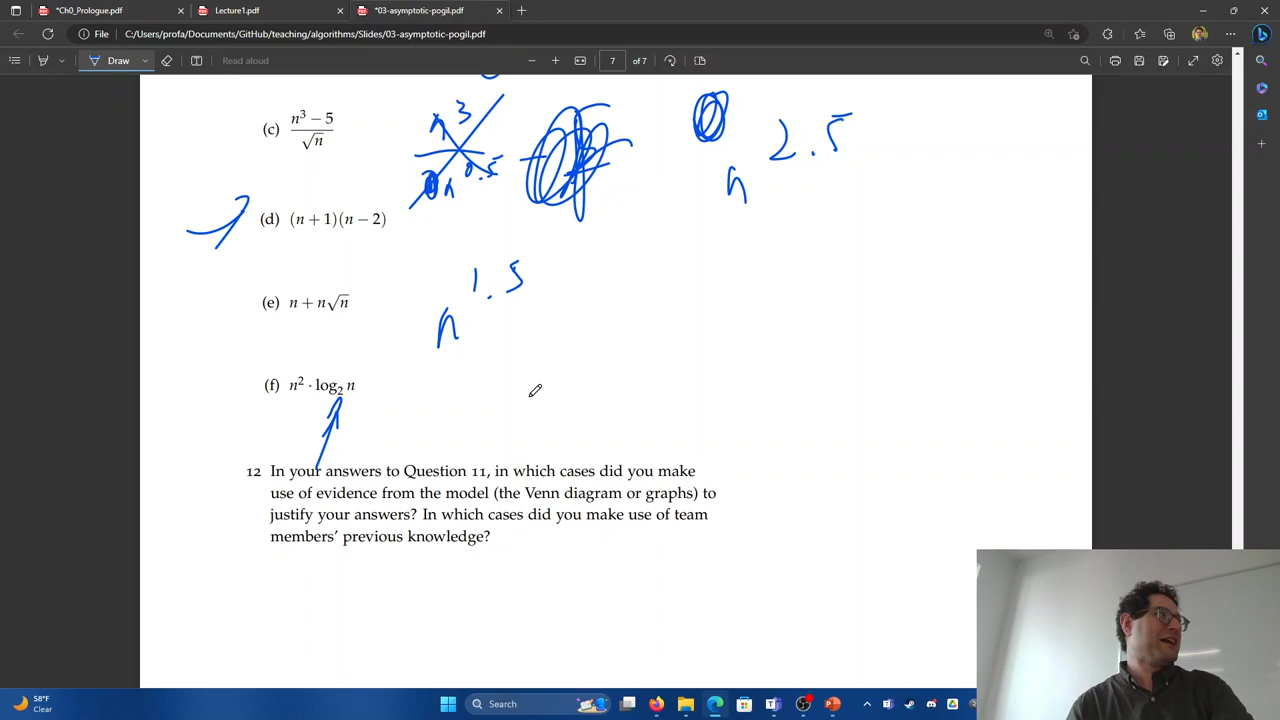 *Ch0_Prologue.pdf
Lecture1.pdf
*03-asymptotic-pogil.pdf
File
C:/Users/profa/Documents/GitHub/teaching/algorithms/Slides/03-asymptotic-pogil.pdf
Draw
Read aloud
7
of 7
(c) n³ − 5
√n
n 3
n 0.5
n 2.5
(d) (n + 1)(n − 2)
n 1.5
(e) n + n√n
(f) n² · log₂ n
12 In your answers to Question 11, in which cases did you make
use of evidence from the model (the Venn diagram or graphs) to
justify your answers? In which cases did you make use of team
members' previous knowledge?
58°F
Clear
Search